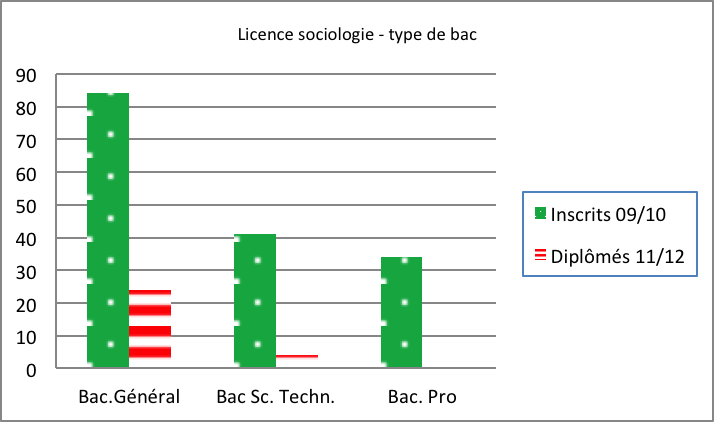 Licence sociologie - type de bac
90
80
70
60
50
40
30
20
10
0
Bac.Général Bac Sc. Techn. Bac. Pro
Inscrits 09/10
Diplômés 11/12